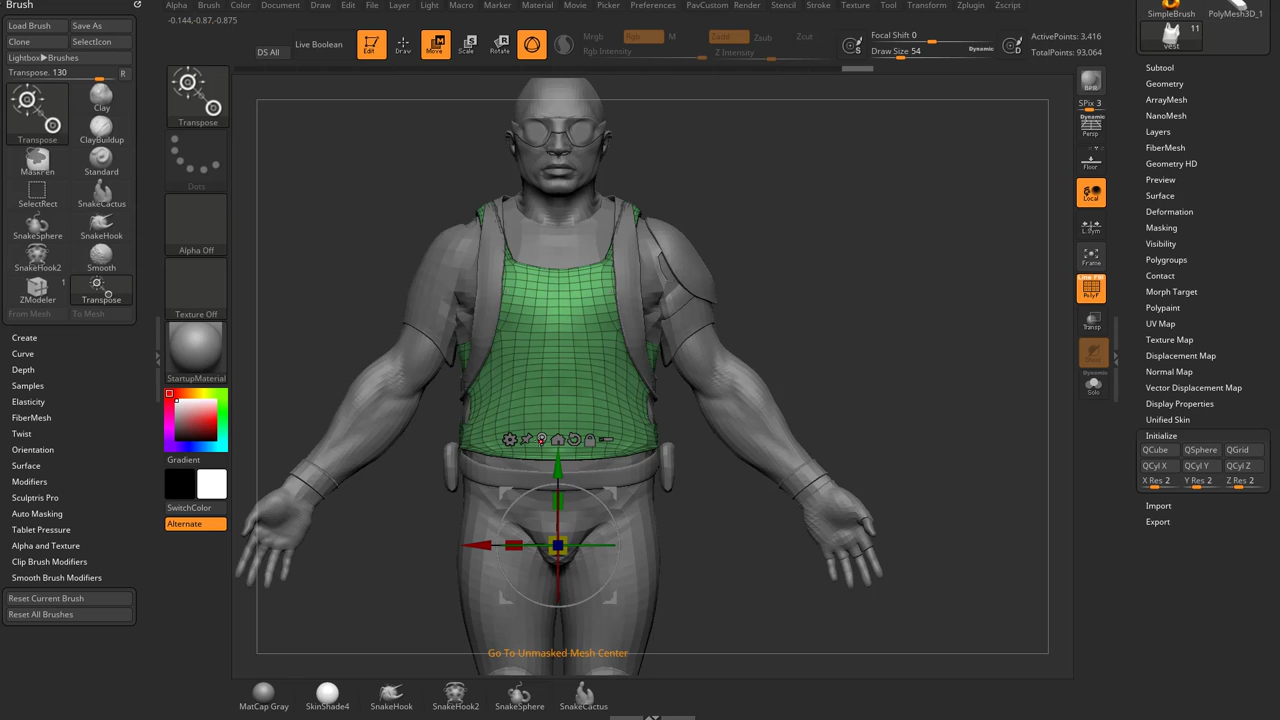 Brush
Alpha Brush Color Document Draw Edit File Layer Light Macro Marker Material Movie Picker Preferences PavCustom Render Stencil Stroke Texture Tool Transform Zplugin Zscript
-0.144,-0.87,-0.875
Load Brush Save As
Clone SelectIcon
Lightbox▶Brushes
Transpose. 130 R
Transpose
Clay
ClayBuildup
MaskPen Standard
SelectRect SnakeCactus
SnakeSphere SnakeHook
SnakeHook2 Smooth
ZModeler 1 Transpose
From Mesh To Mesh
Create
Curve
Depth
Samples
Elasticity
FiberMesh
Twist
Orientation
Surface
Modifiers
Sculptris Pro
Auto Masking
Tablet Pressure
Alpha and Texture
Clip Brush Modifiers
Smooth Brush Modifiers
Reset Current Brush
Reset All Brushes
DS All
Live Boolean
Edit Draw Move Scale Rotate
Mrgb Rgb M
Rgb Intensity
Zadd Zsub Zcut
Z Intensity
S
Focal Shift 0
Draw Size 54 Dynamic
D
ActivePoints: 3,416
TotalPoints: 93,064
Transpose
Dots
Alpha Off
Texture Off
StartupMaterial
Gradient
SwitchColor
Alternate
Go To Unmasked Mesh Center
MatCap Gray SkinShade4 SnakeHook SnakeHook2 SnakeSphere SnakeCactus
BPR
SPix 3
Dynamic
Persp
Floor
Local
L.Sym
Frame
Line Fill
PolyF
Transp
Ghost
Dynamic
Solo
SimpleBrush PolyMesh3D_1
11
vest
Subtool
Geometry
ArrayMesh
NanoMesh
Layers
FiberMesh
Geometry HD
Preview
Surface
Deformation
Masking
Visibility
Polygroups
Contact
Morph Target
Polypaint
UV Map
Texture Map
Displacement Map
Normal Map
Vector Displacement Map
Display Properties
Unified Skin
Initialize
QCube QSphere QGrid
QCyl X QCyl Y QCyl Z
X Res 2 Y Res 2 Z Res 2
Import
Export